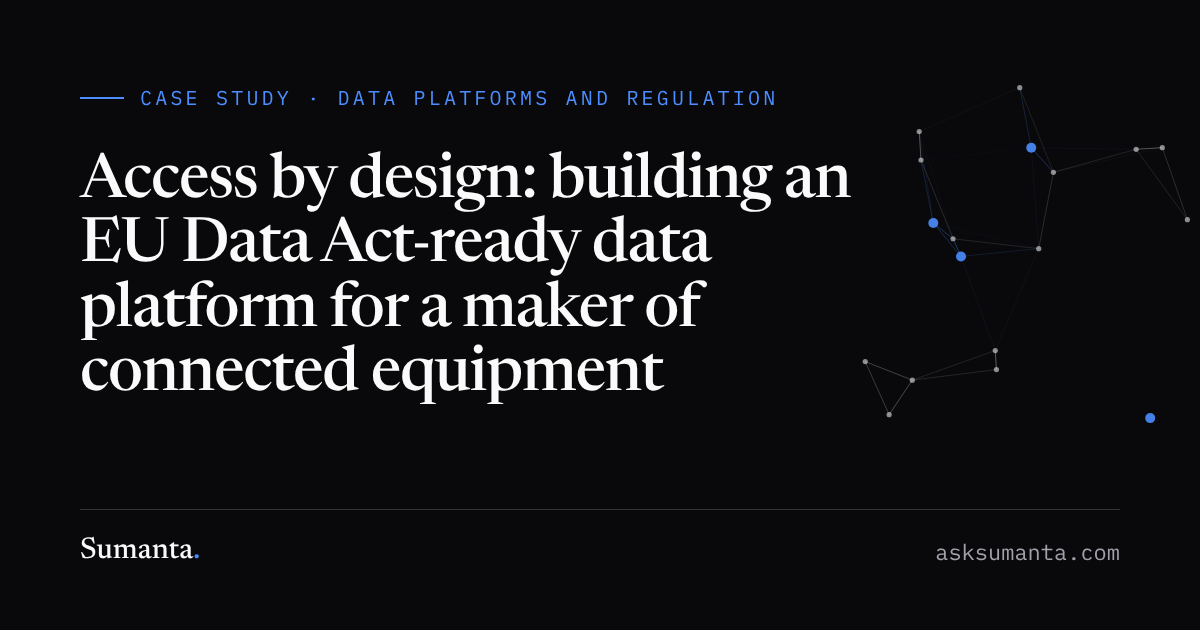 CASE STUDY · DATA PLATFORMS AND REGULATION
Access by design: building an
EU Data Act-ready data
platform for a maker of
connected equipment
Sumanta.
asksumanta.com